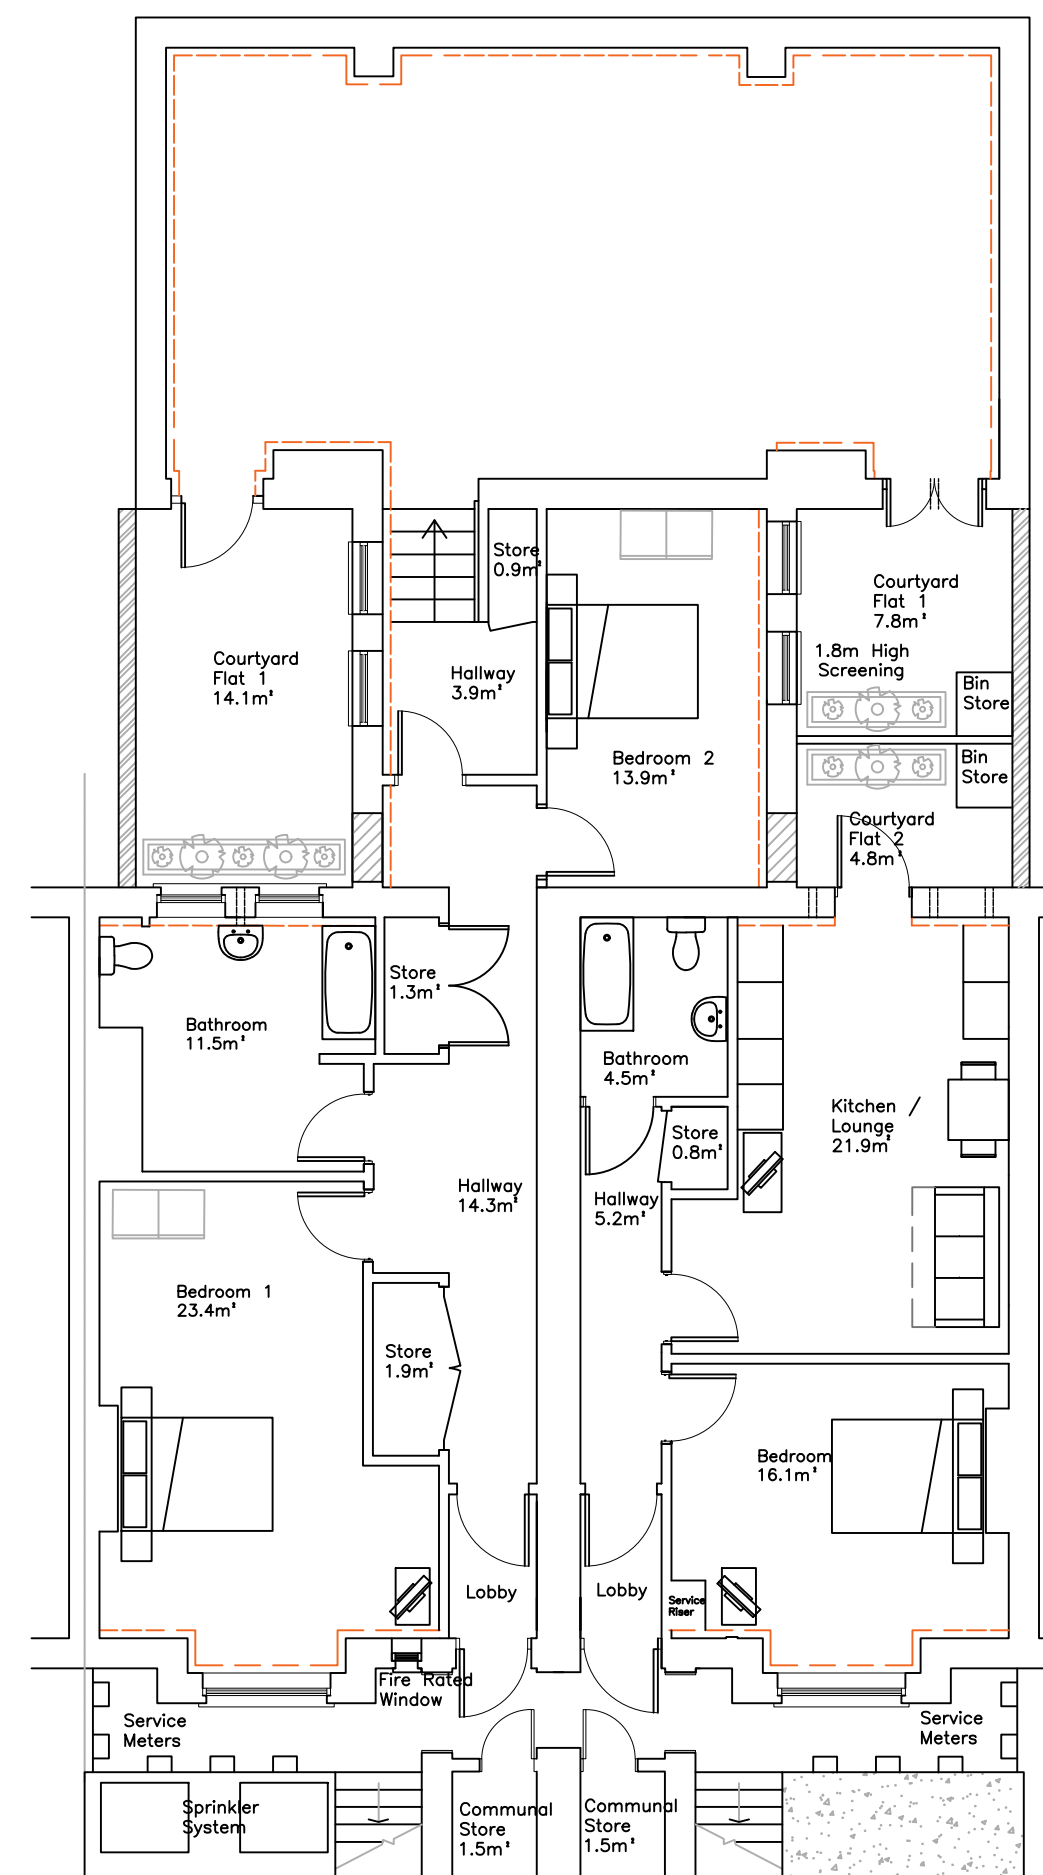 Store
0.9m²
Courtyard
Flat 1
7.8m²
1.8m High
Screening
Courtyard
Flat 1
14.1m²
Hallway
3.9m²
Bin
Store
Bedroom 2
13.9m²
Bin
Store
Courtyard
Flat 2
4.8m²
Store
1.3m²
Bathroom
11.5m²
Bathroom
4.5m²
Kitchen /
Lounge
21.9m²
Store
0.8m²
Hallway
14.3m²
Hallway
5.2m²
Bedroom 1
23.4m²
Store
1.9m²
Bedroom
16.1m²
Lobby
Lobby
Service
Riser
Fire Rated
Window
Service
Meters
Service
Meters
Sprinkler
System
Communal
Store
1.5m²
Communal
Store
1.5m²